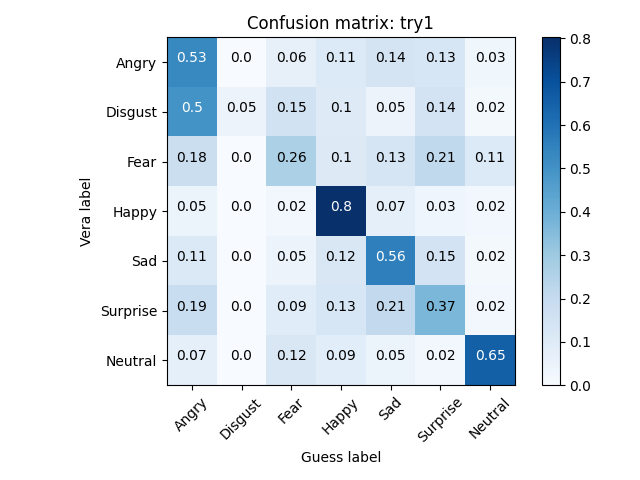 Confusion matrix: try1
Angry 0.53 0.0 0.06 0.11 0.14 0.13 0.03
Disgust 0.5 0.05 0.15 0.1 0.05 0.14 0.02
Fear 0.18 0.0 0.26 0.1 0.13 0.21 0.11
Happy 0.05 0.0 0.02 0.8 0.07 0.03 0.02
Sad 0.11 0.0 0.05 0.12 0.56 0.15 0.02
Surprise 0.19 0.0 0.09 0.13 0.21 0.37 0.02
Neutral 0.07 0.0 0.12 0.09 0.05 0.02 0.65
Vera label
Angry Disgust Fear Happy Sad Surprise Neutral
Guess label
0.8
0.7
0.6
0.5
0.4
0.3
0.2
0.1
0.0